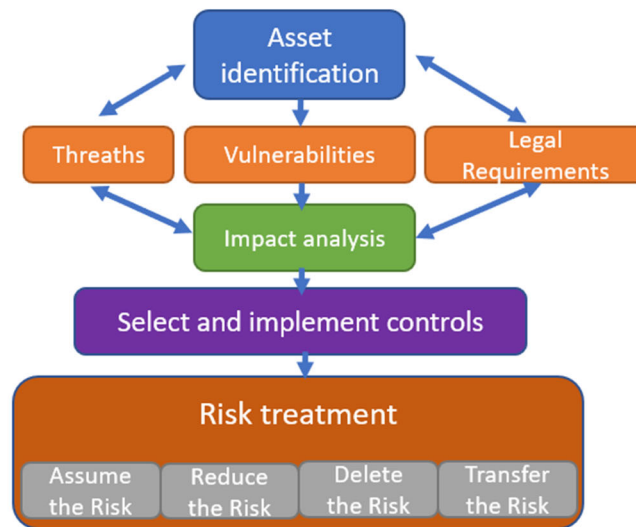 Asset
identification
Threaths
Vulnerabilities
Legal
Requirements
Impact analysis
Select and implement controls
Risk treatment
Assume
the Risk
Reduce
the Risk
Delete
the Risk
Transfer
the Risk